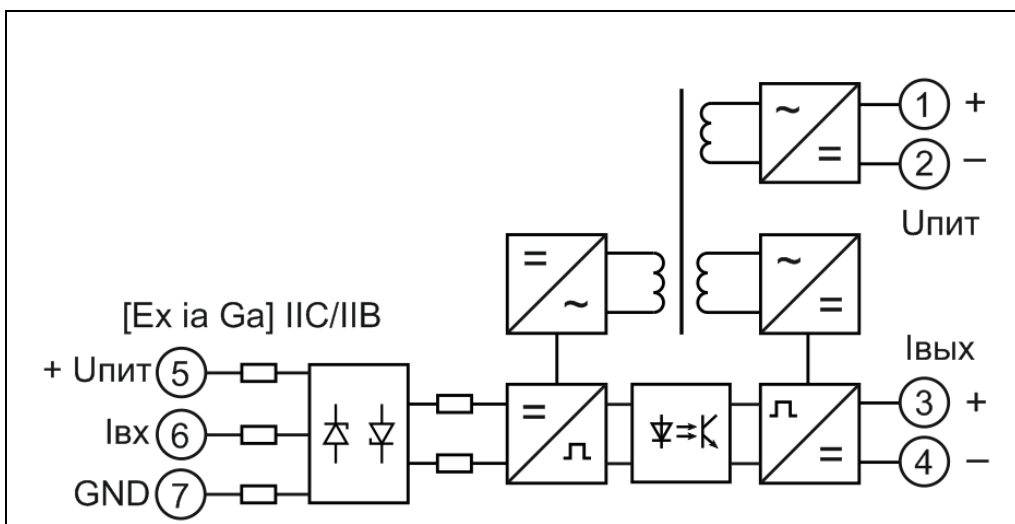 1 +
2 –
Uпит
[Ex ia Ga] IIC/IIB
+ Uпит 5
Iвх 6
GND 7
Iвых
3 +
4 –